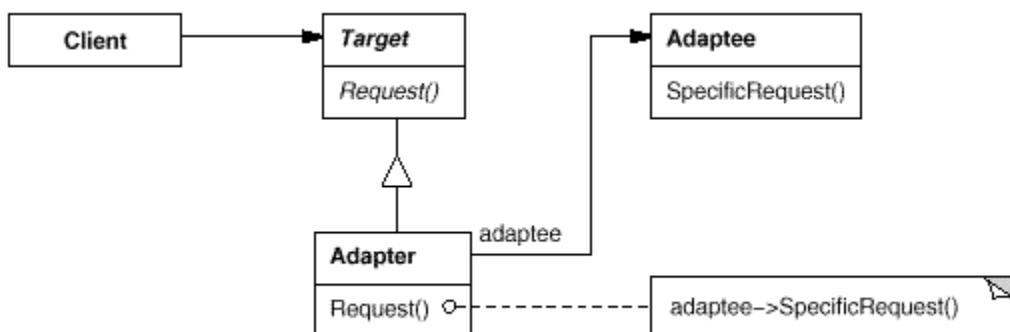 Client
Target
Request()
Adaptee
SpecificRequest()
adaptee
Adapter
Request()
adaptee->SpecificRequest()